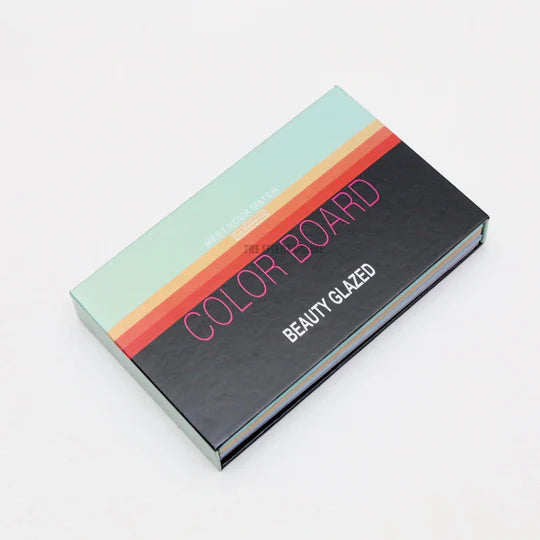 MEET YOUR MATCH
COLOR BOARD
BEAUTY GLAZED